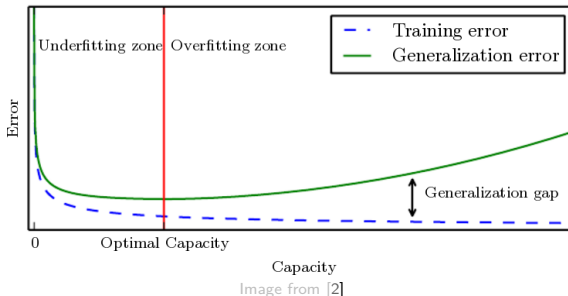 Training error
Generalization error
Underfitting zone
Overfitting zone
Error
Generalization gap
0
Optimal Capacity
Capacity
Image from [2]